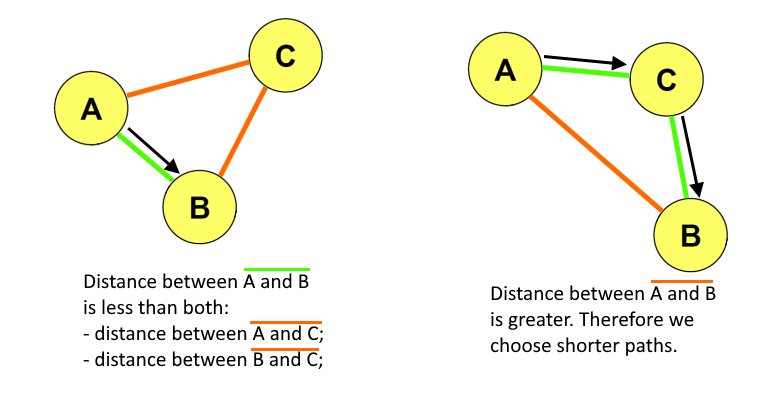 A
C
B
Distance between A and B
is less than both:
- distance between A and C;
- distance between B and C;
A
C
B
Distance between A and B
is greater. Therefore we
choose shorter paths.